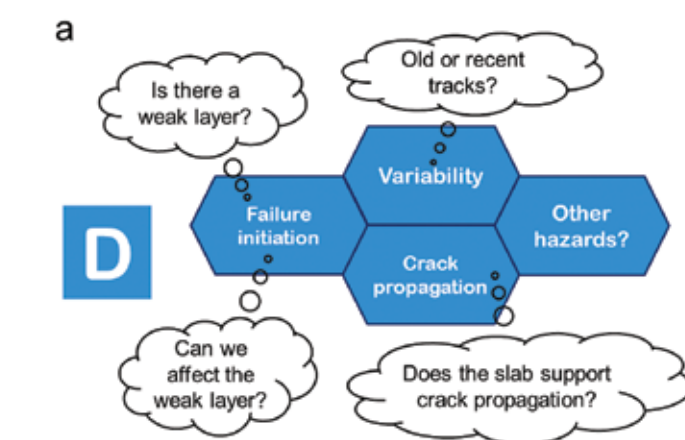 a
Is there a
weak layer?
Old or recent
tracks?
Variability
Failure
initiation
Other
hazards?
D
Crack
propagation
Can we
affect the
weak layer?
Does the slab support
crack propagation?